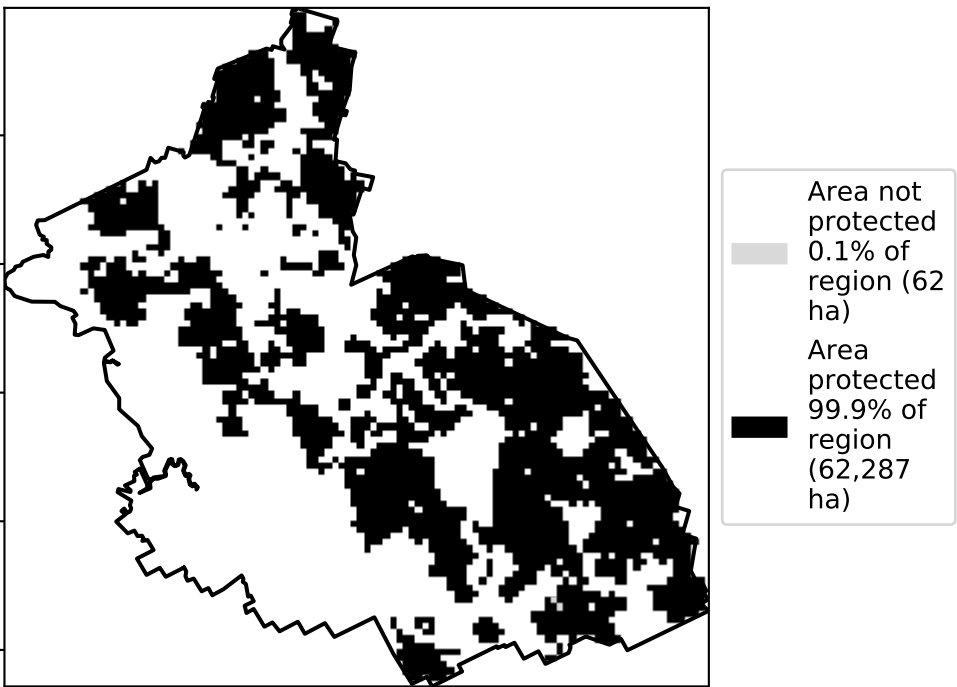 Area not
protected
0.1% of
region (62
ha)
Area
protected
99.9% of
region
(62,287
ha)